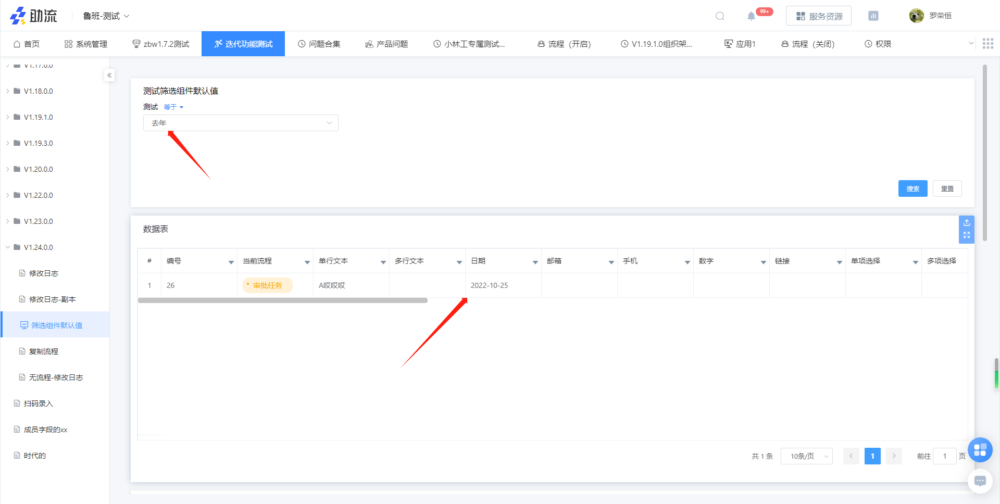 助流
鲁班-测试
99+
服务资源
罗荣恒
首页
系统管理
zbw1.7.2测试
迭代功能测试
问题合集
产品问题
小林工专属测试...
流程（开启）
V1.19.1.0组织架...
应用1
流程（关闭）
权限
V1.17.0.0
V1.18.0.0
V1.19.1.0
V1.19.3.0
V1.20.0.0
V1.22.0.0
V1.23.0.0
V1.24.0.0
修改日志
修改日志-副本
筛选组件默认值
复制流程
无流程-修改日志
扫码录入
成员字段的xx
时代的
测试筛选组件默认值
测试 等于
去年
搜索 重置
数据表
# 编号 当前流程 单行文本 多行文本 日期 邮箱 手机 数字 链接 单项选择 多项选择
1 26 审批任务 A哎哎哎 2022-10-25
共 1 条 10条/页 1 前往 1 页